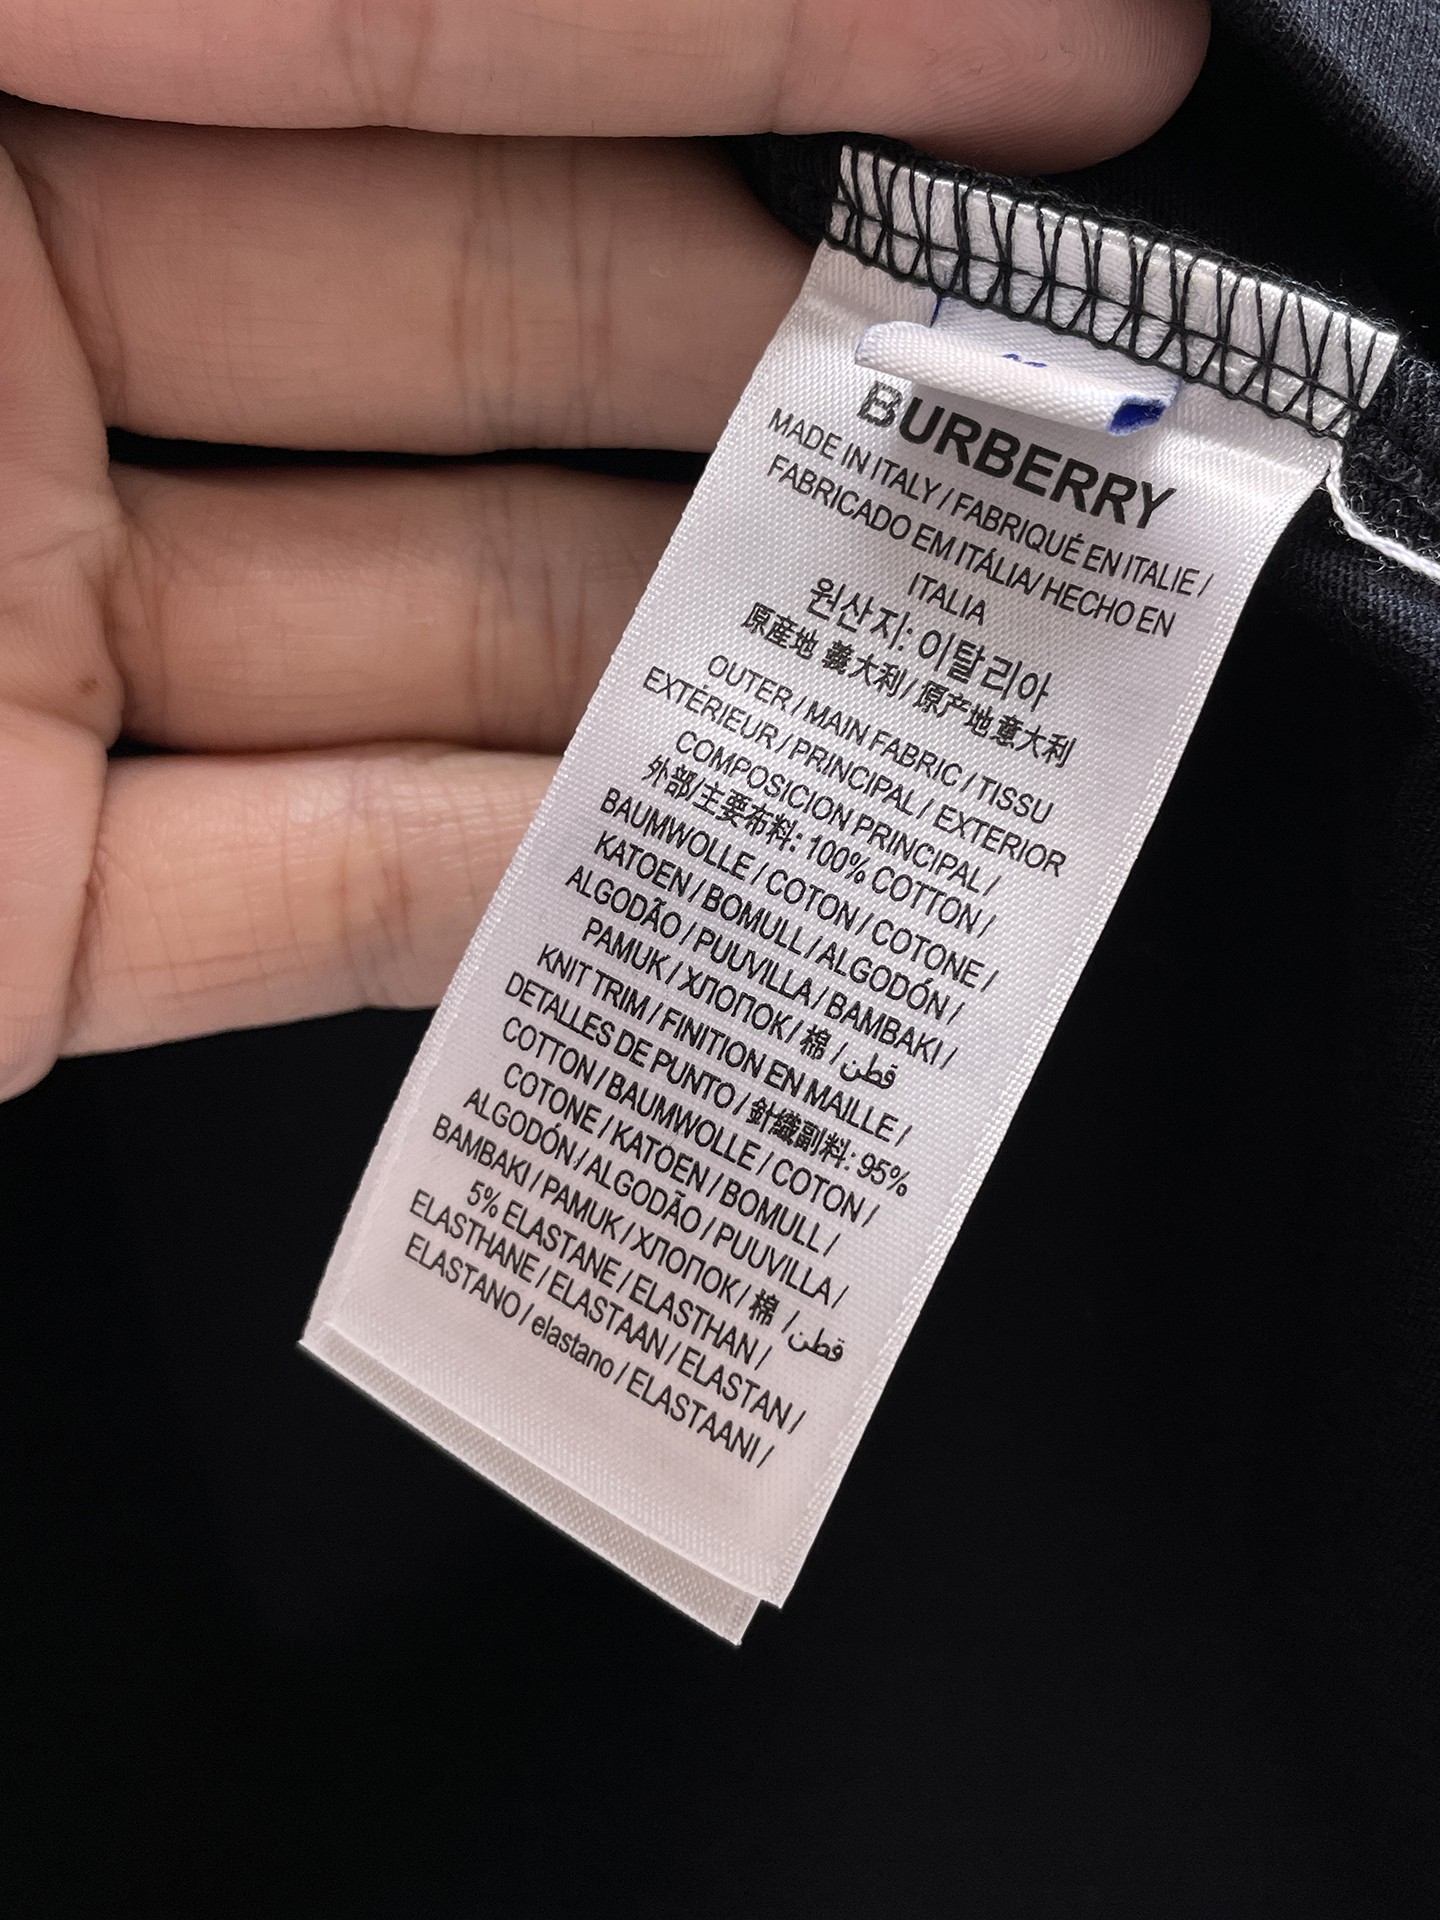 BURBERRY
MADE IN ITALY / FABRIQUÉ EN ITALIE /
FABRICADO EM ITÁLIA/ HECHO EN
ITALIA
원산지: 이탈리아
原産地 義大利 / 原产地意大利
OUTER / MAIN FABRIC / TISSU
EXTÉRIEUR / PRINCIPAL / EXTERIOR
COMPOSICION PRINCIPAL /
外部/主要布料: 100% COTTON /
BAUMWOLLE / COTON / COTONE /
KATOEN / BOMULL / ALGODÓN /
ALGODÃO / PUUVILLA / BAMBAKI /
PAMUK / ХЛОПОК / 棉 / قطن
KNIT TRIM / FINITION EN MAILLE /
DETALLES DE PUNTO / 針織副料: 95%
COTTON / BAUMWOLLE / COTON /
COTONE / KATOEN / BOMULL /
ALGODÓN / ALGODÃO / PUUVILLA /
BAMBAKI / PAMUK / ХЛОПОК / 棉 / قطن
5% ELASTANE / ELASTHAN /
ELASTHANE / ELASTAAN / ELASTAN /
ELASTANO / elastano / ELASTAANI /